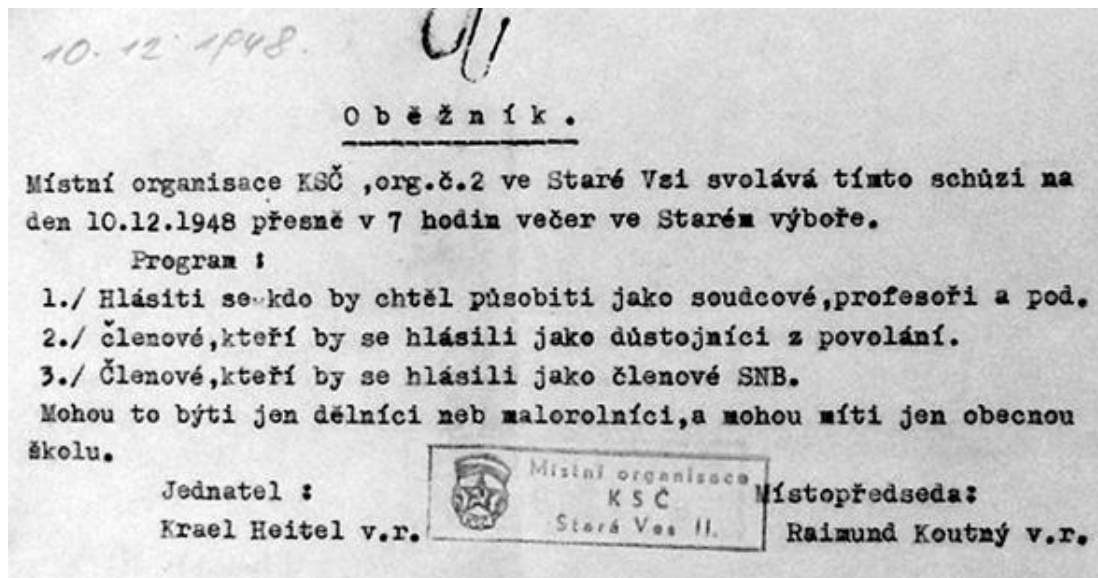 10. 12. 1948.
Oběžník.
Místní organisace KSČ ,org.č.2 ve Staré Vsi svolává tímto schůzi na
den 10.12.1948 přesně v 7 hodin večer ve Starém výboře.
Program :
1./ Hlásiti se kdo by chtěl působiti jako soudcové,profesoři a pod.
2./ členové,kteří by se hlásili jako důstojníci z povolání.
3./ Členové,kteří by se hlásili jako členové SNB.
Mohou to býti jen dělníci neb malorolníci,a mohou míti jen obecnou
školu.
Místní organisace
KSČ
Stará Ves II.
Jednatel : Místopředseda:
Krael Heitel v.r. Raimund Koutný v.r.